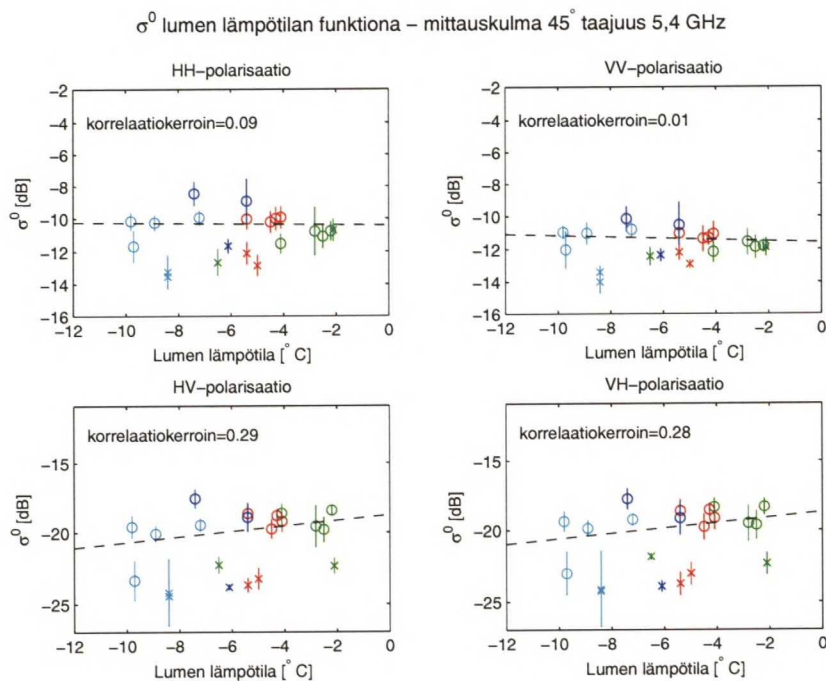 σ⁰ lumen lämpötilan funktiona – mittauskulma 45° taajuus 5,4 GHz
HH–polarisaatio
korrelaatiokerroin=0.09
σ⁰ [dB]
−2
−4
−6
−8
−10
−12
−14
−16
−12 −10 −8 −6 −4 −2 0
Lumen lämpötila [° C]
VV–polarisaatio
korrelaatiokerroin=0.01
σ⁰ [dB]
−2
−4
−6
−8
−10
−12
−14
−16
−12 −10 −8 −6 −4 −2 0
Lumen lämpötila [° C]
HV–polarisaatio
korrelaatiokerroin=0.29
σ⁰ [dB]
−15
−20
−25
−12 −10 −8 −6 −4 −2 0
Lumen lämpötila [° C]
VH–polarisaatio
korrelaatiokerroin=0.28
σ⁰ [dB]
−15
−20
−25
−12 −10 −8 −6 −4 −2 0
Lumen lämpötila [° C]